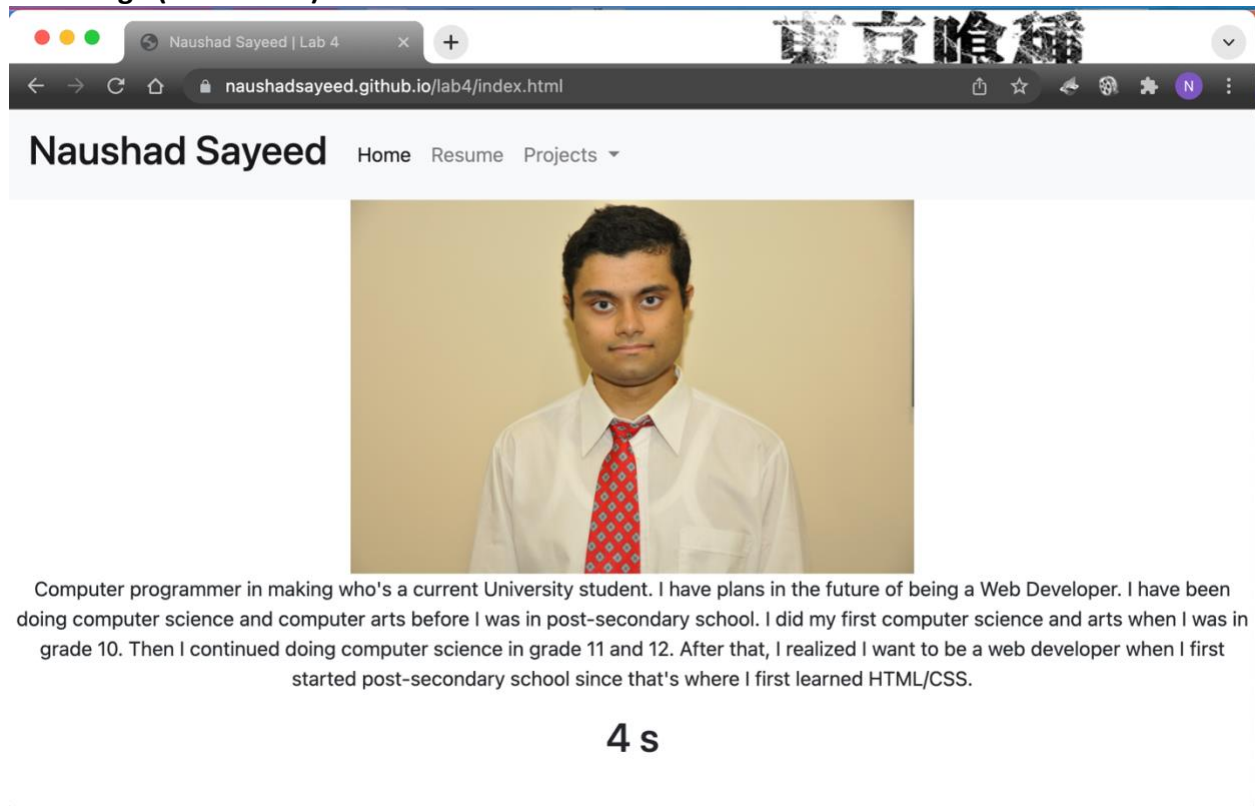 Naushad Sayeed | Lab 4
東京喰種
naushadsayeed.github.io/lab4/index.html
N
Naushad Sayeed Home Resume Projects
Computer programmer in making who's a current University student. I have plans in the future of being a Web Developer. I have been
doing computer science and computer arts before I was in post-secondary school. I did my first computer science and arts when I was in
grade 10. Then I continued doing computer science in grade 11 and 12. After that, I realized I want to be a web developer when I first
started post-secondary school since that's where I first learned HTML/CSS.
4 s